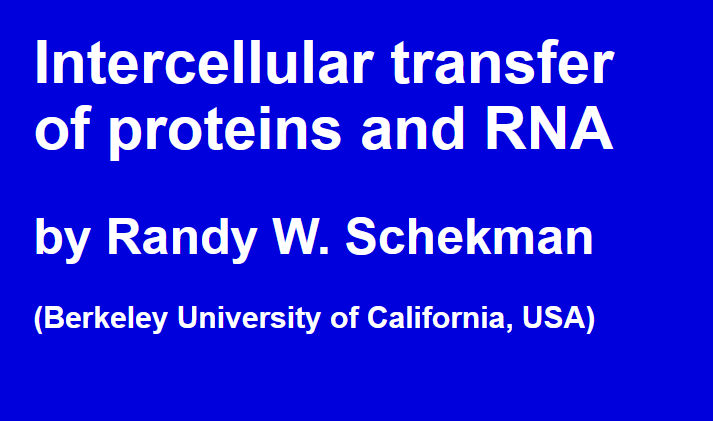 Intercellular transfer
of proteins and RNA
by Randy W. Schekman
(Berkeley University of California, USA)